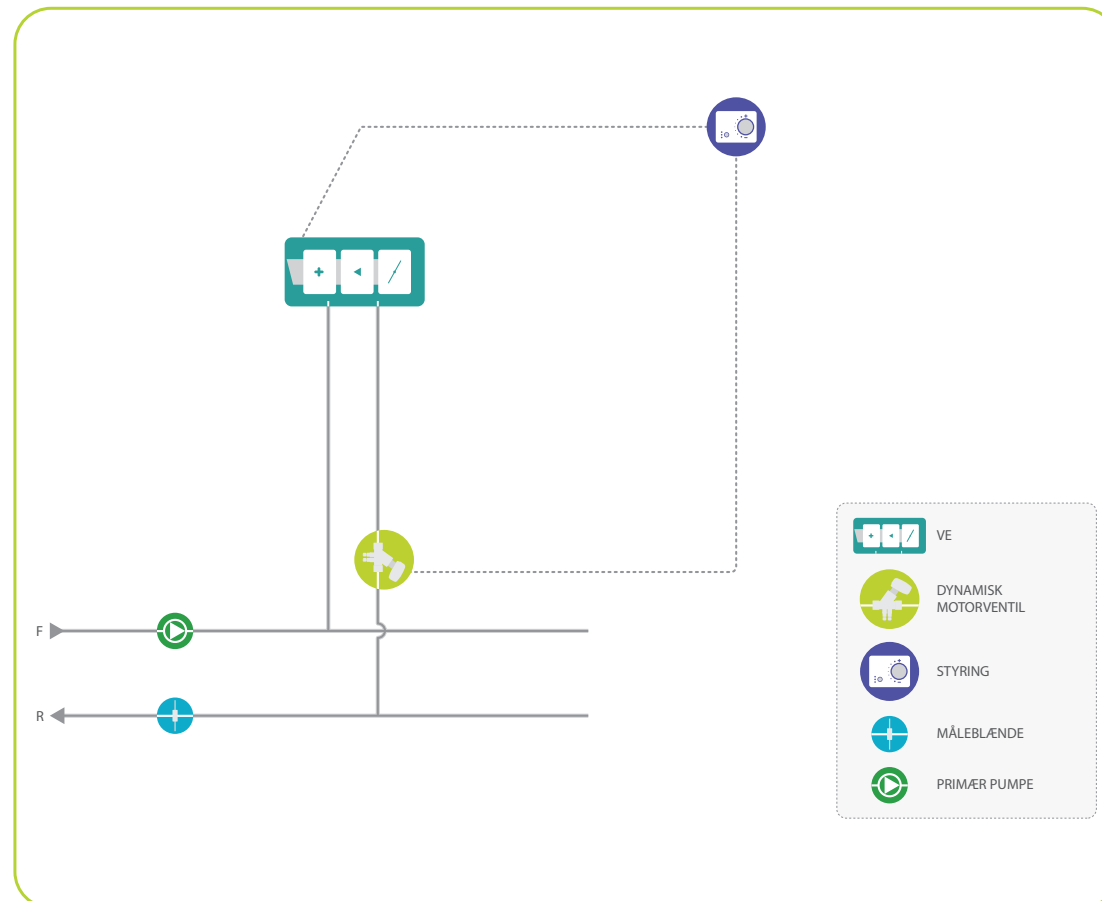 F
R
VE
DYNAMISK
MOTORVENTIL
STYRING
MÅLEBLÆNDE
PRIMÆR PUMPE